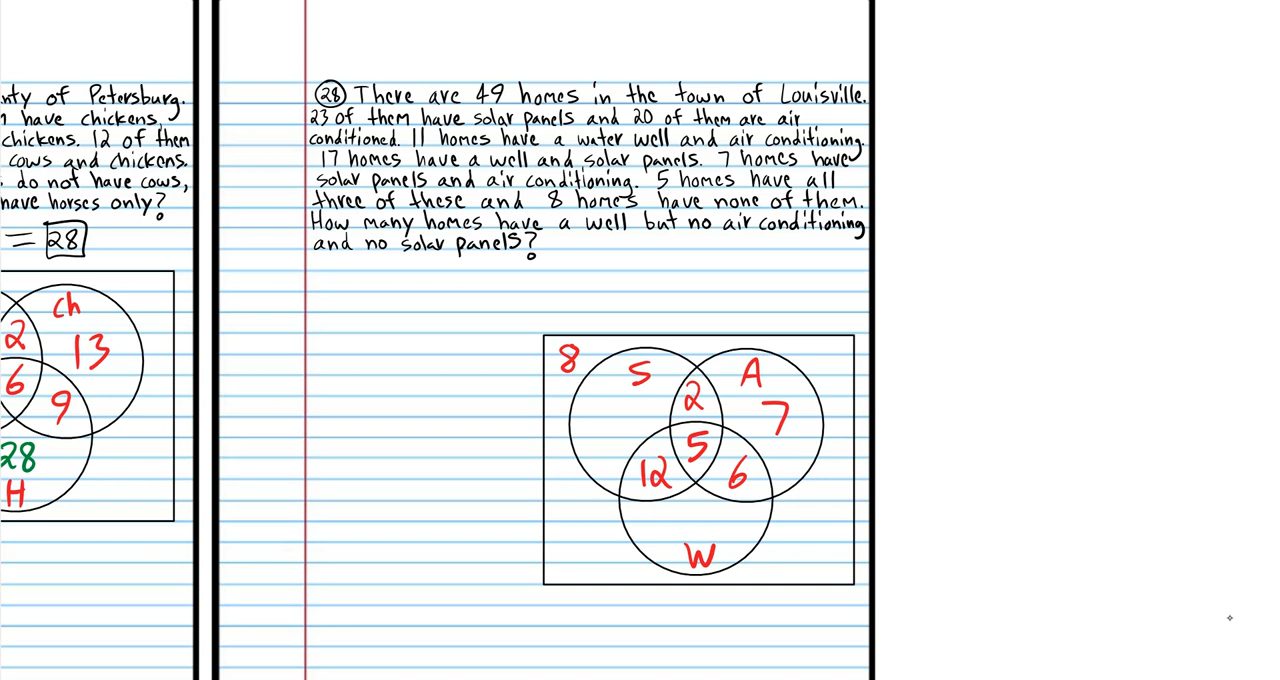 nty of Petersburg.
have chickens,
chickens. 12 of them
cows and chickens.
do not have cows,
have horses only?
= 28
Ch
2
13
6
9
28
H
28 There are 49 homes in the town of Louisville.
23 of them have solar panels and 20 of them are air
conditioned. 11 homes have a water well and air conditioning.
17 homes have a well and solar panels. 7 homes have
solar panels and air conditioning. 5 homes have all
three of these and 8 homes have none of them.
How many homes have a well but no air conditioning
and no solar panels?
8
S
A
2
7
5
12
6
W